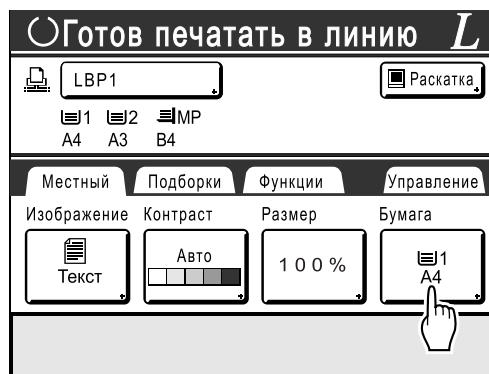 Готов печатать в линию L
LBP1 Раскатка
1 2 MP
A4 A3 B4
Местный Подборки Функции Управление
Изображение Контраст Размер Бумага
Текст Авто 100% 1
A4